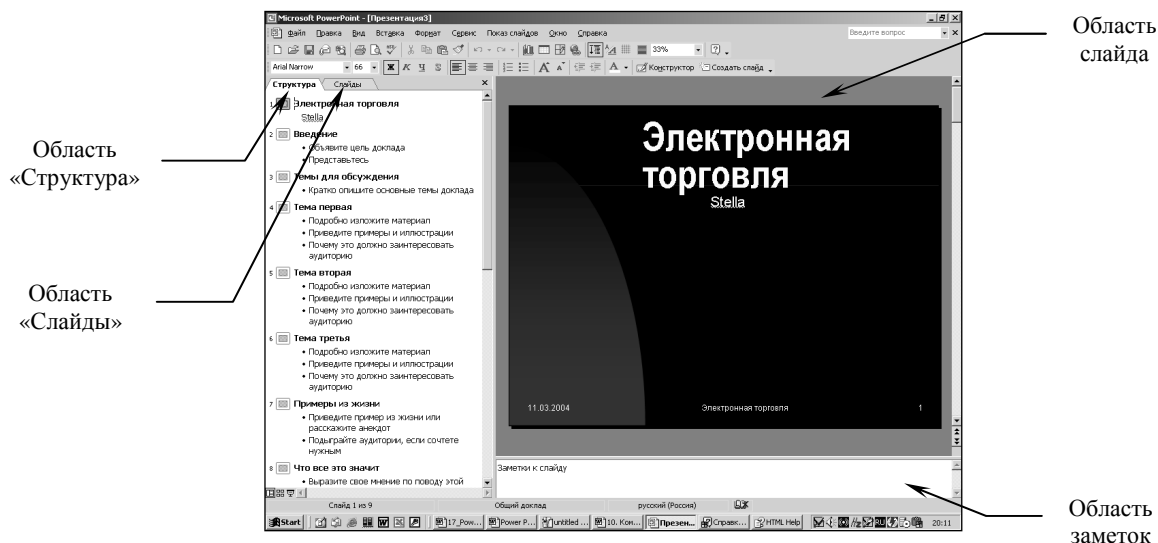 Microsoft PowerPoint - [Презентация3]
Файл Правка Вид Вставка Формат Сервис Показ слайдов Окно Справка
Введите вопрос
33%
Arial Narrow 66 Ж К Ч S
Конструктор Создать слайд
Структура Слайды
1 Электронная торговля
Stella
2 Введение
• Объявите цель доклада
• Представьтесь
3 Темы для обсуждения
• Кратко опишите основные темы доклада
4 Тема первая
• Подробно изложите материал
• Приведите примеры и иллюстрации
• Почему это должно заинтересовать
аудиторию
5 Тема вторая
• Подробно изложите материал
• Приведите примеры и иллюстрации
• Почему это должно заинтересовать
аудиторию
6 Тема третья
• Подробно изложите материал
• Приведите примеры и иллюстрации
• Почему это должно заинтересовать
аудиторию
7 Примеры из жизни
• Приведите пример из жизни или
расскажите анекдот
• Подыграйте аудитории, если сочтете
нужным
8 Что все это значит
• Выразите свое мнение по поводу этой
Электронная
торговля
Stella
11.03.2004 Электронная торговля 1
Заметки к слайду
Слайд 1 из 9 Общий доклад русский (Россия)
Start 17_Pow... Power P... untitled ... 10. Ком... Презен... Справк... HTML Help RU 20:11
Область
«Структура»
Область
«Слайды»
Область
слайда
Область
заметок